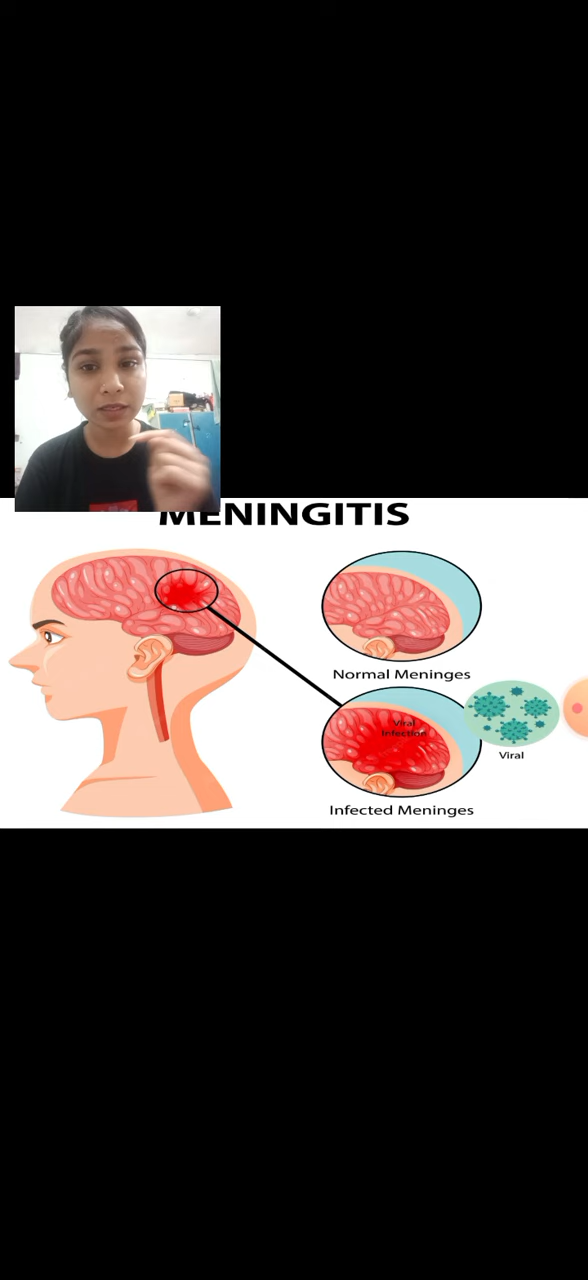 MENINGITIS
Normal Meninges
Viral
Infection
Viral
Infected Meninges